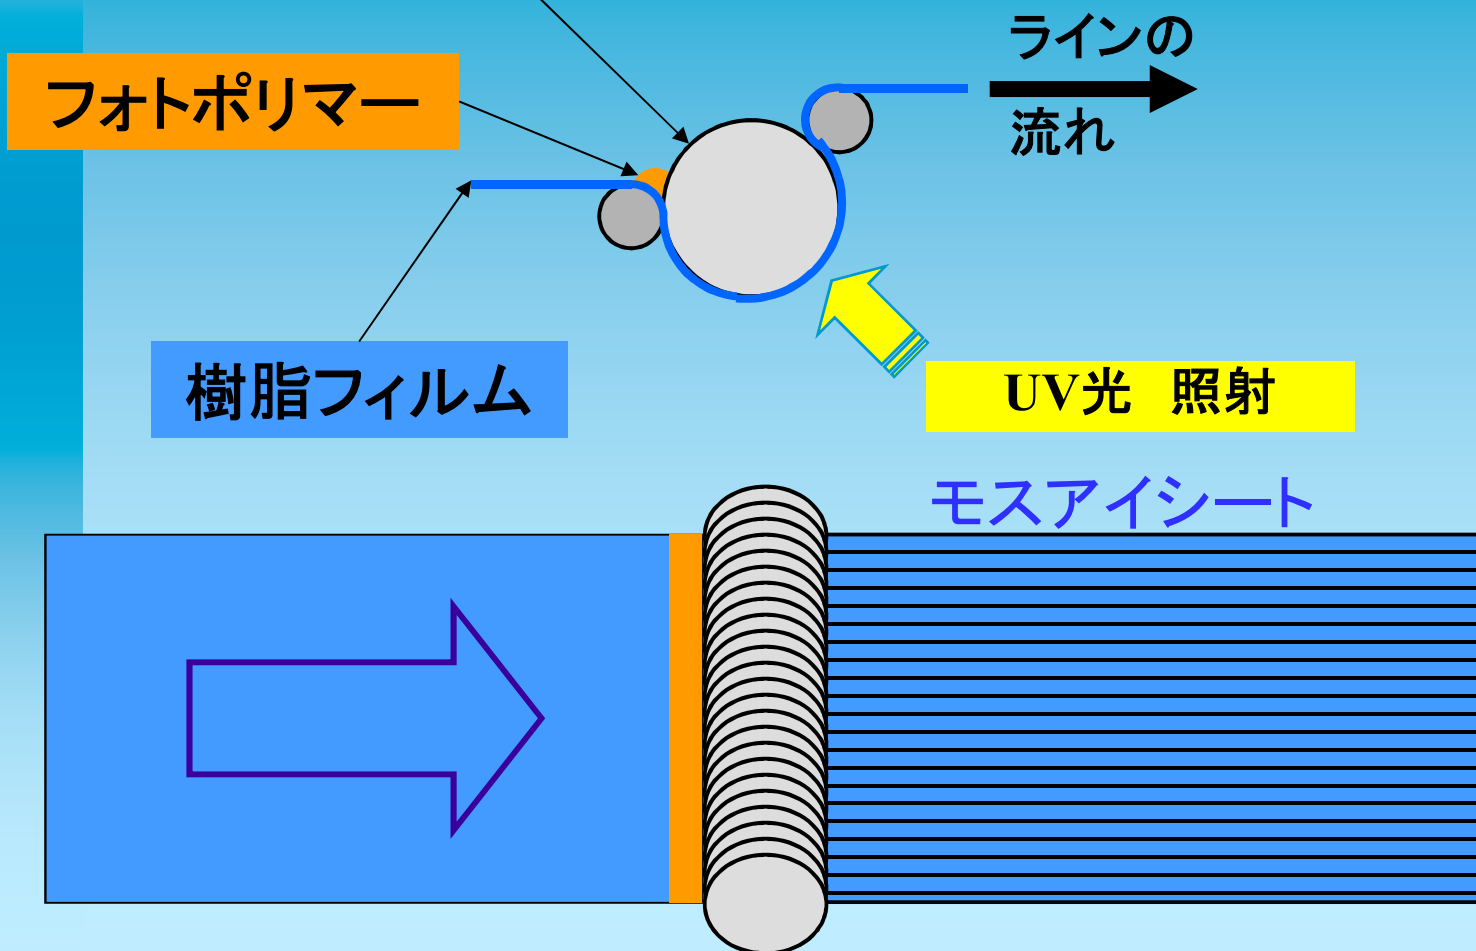 ラインの
流れ
フォトポリマー
樹脂フィルム
UV光　照射
モスアイシート